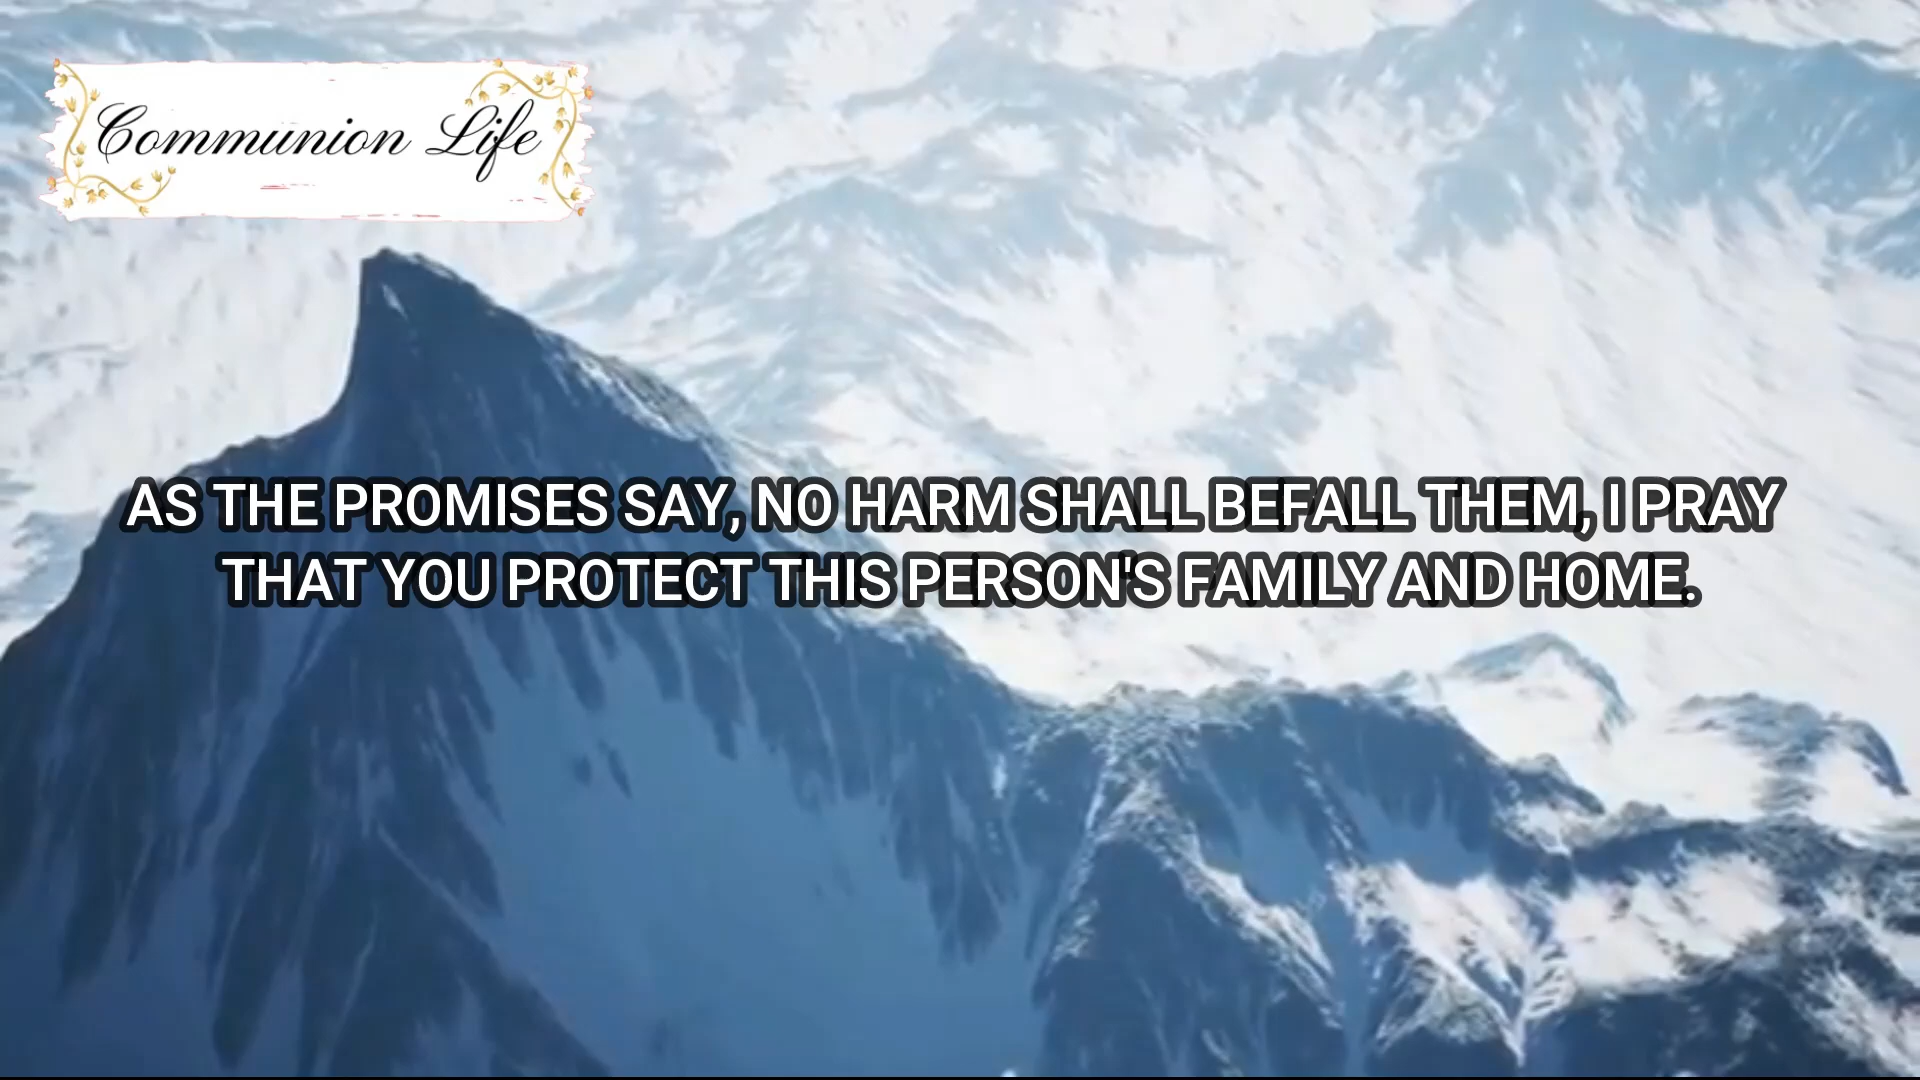 Communion Life
AS THE PROMISES SAY, NO HARM SHALL BEFALL THEM, I PRAY
THAT YOU PROTECT THIS PERSON'S FAMILY AND HOME.